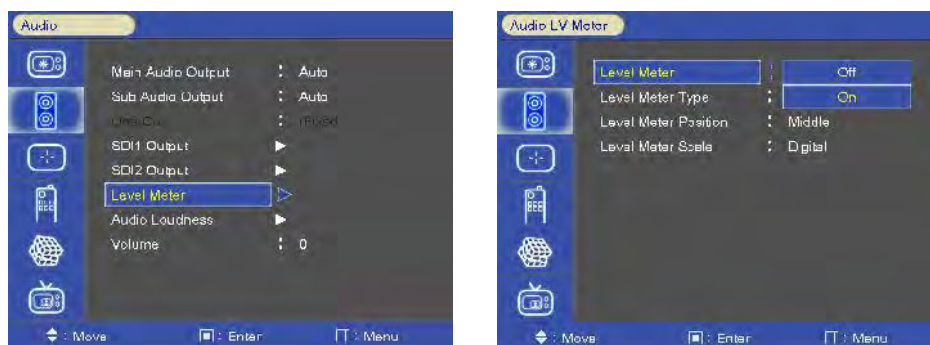 Audio
Main Audio Output : Auto
Sub Audio Output : Auto
:
SDI1 Output
SDI2 Output
Level Meter
Audio Loudness
Volume : 0
: Move : Enter : Menu
Audio LV Meter
Level Meter : Off
Level Meter Type : On
Level Meter Position : Middle
Level Meter Scale : Digital
: Move : Enter : Menu